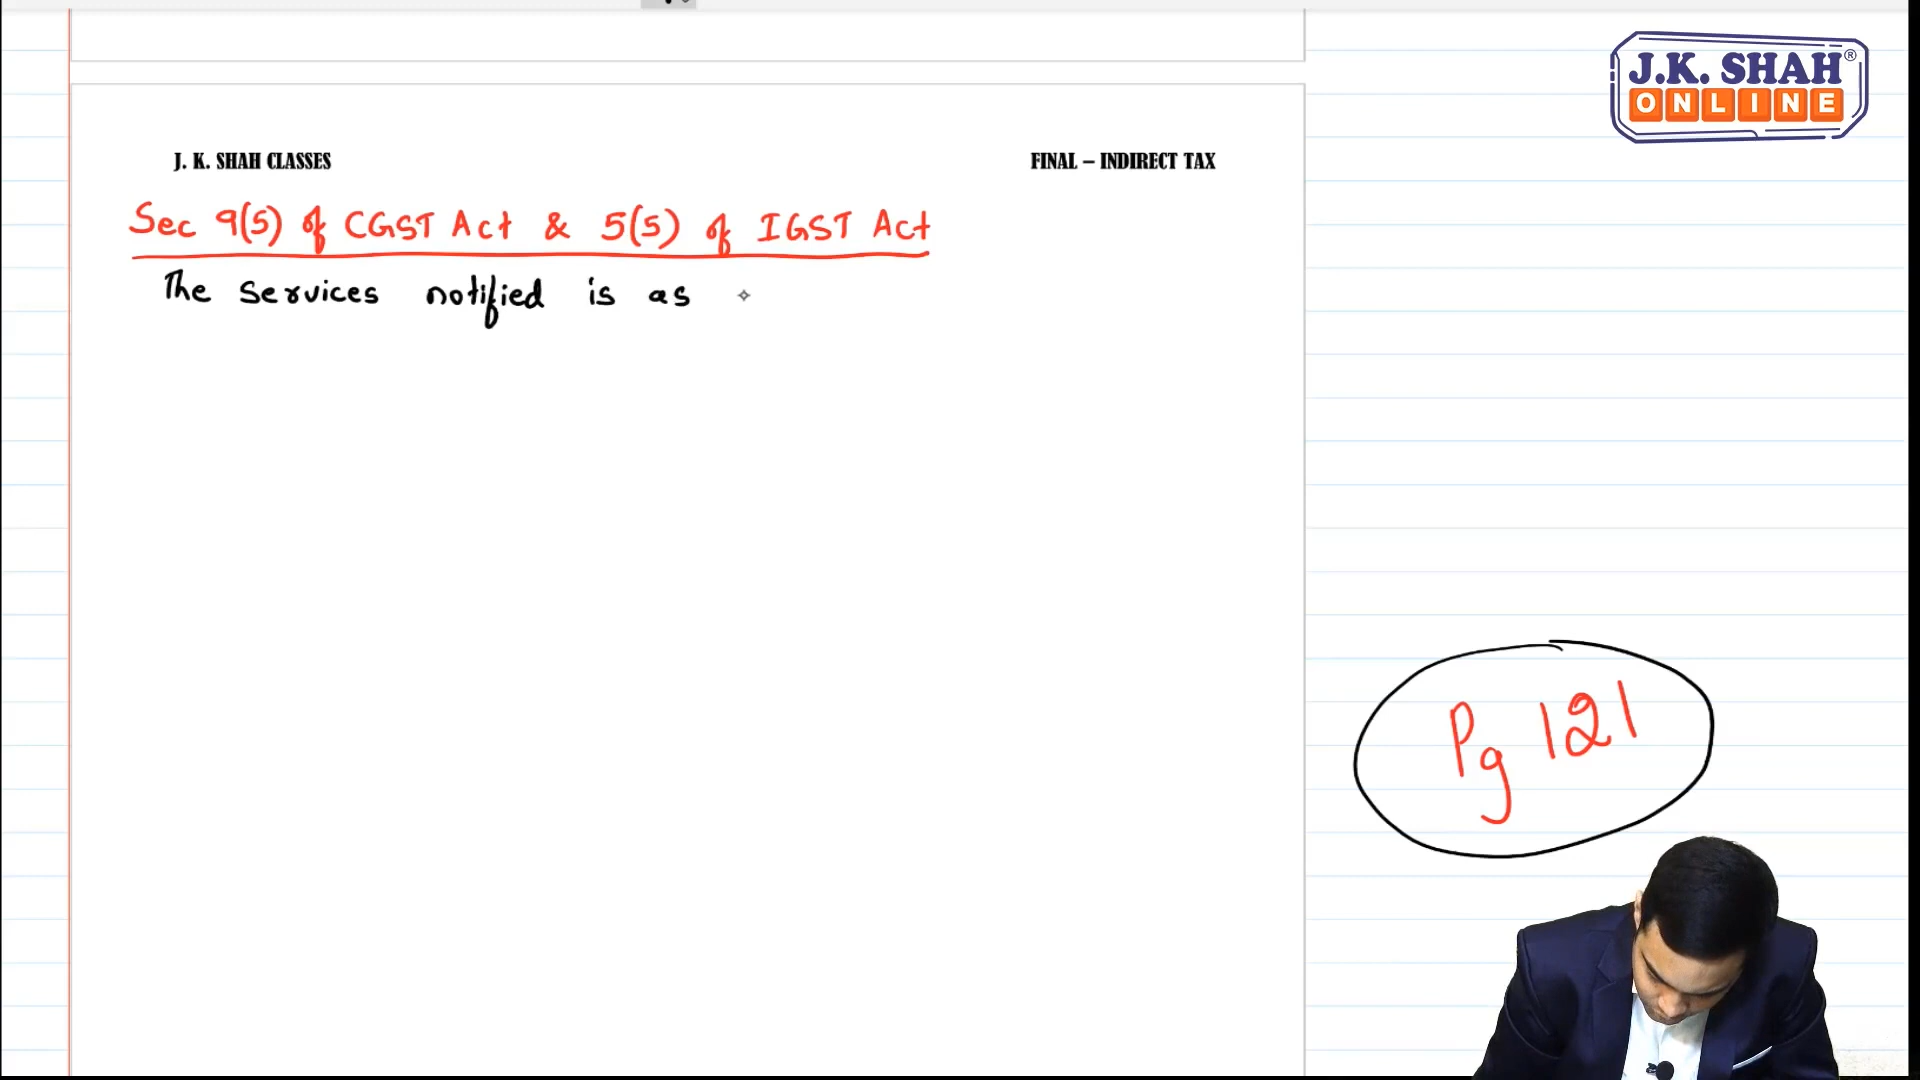 J.K. SHAH®
ONLINE
J. K. SHAH CLASSES
FINAL – INDIRECT TAX
Sec 9(5) of CGST Act & 5(5) of IGST Act
The Services notified is as
Pg 121